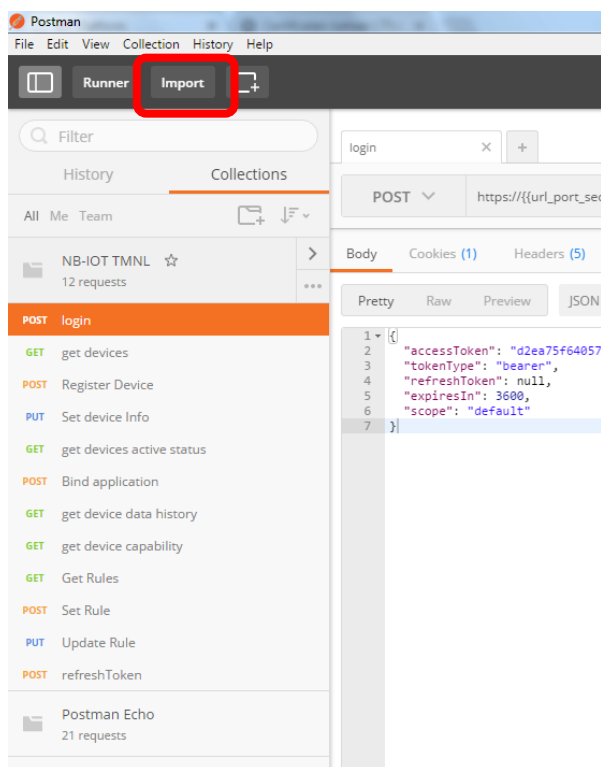 Postman
File Edit View Collection History Help
Runner Import
Filter
History Collections
All Me Team
NB-IOT TMNL
12 requests
POST login
GET get devices
POST Register Device
PUT Set device Info
GET get devices active status
POST Bind application
GET get device data history
GET get device capability
GET Get Rules
POST Set Rule
PUT Update Rule
POST refreshToken
Postman Echo
21 requests
login
POST https://{{url_port_sec
Body Cookies (1) Headers (5)
Pretty Raw Preview JSON
1 {
2 "accessToken": "d2ea75f64057
3 "tokenType": "bearer",
4 "refreshToken": null,
5 "expiresIn": 3600,
6 "scope": "default"
7 }